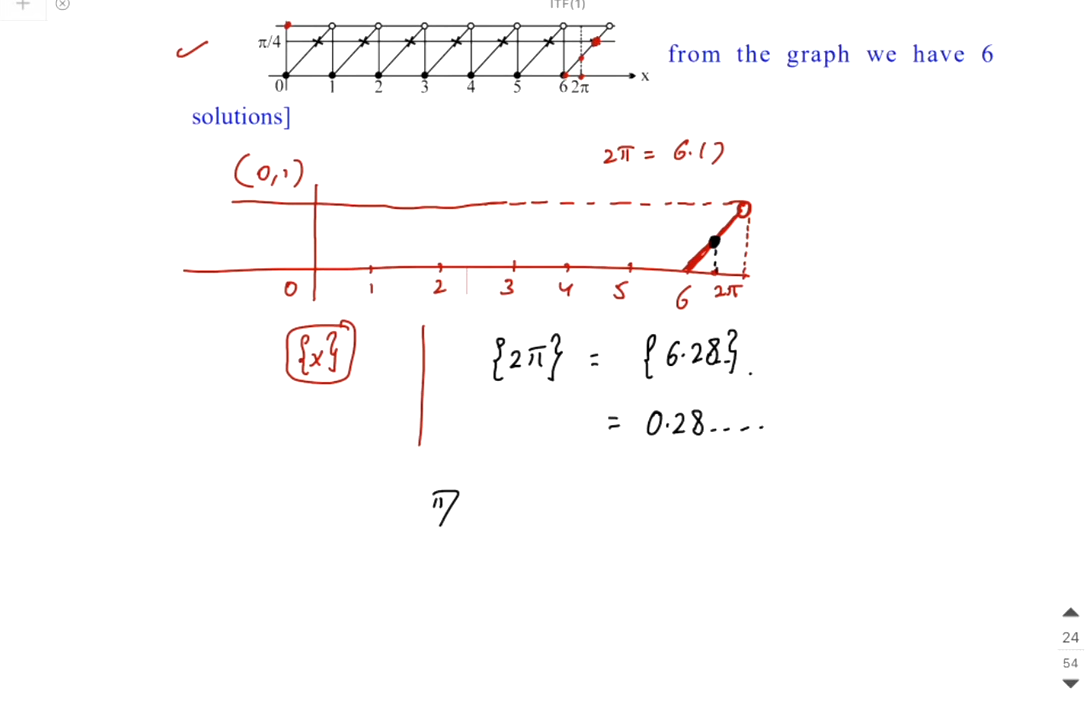 ITF(1)
π/4
x
0 1 2 3 4 5 6 2π
from the graph we have 6
solutions]
2π = 6.1)
(0,1)
0 1 2 3 4 5 6 2π
{x}
{2π} = {6.28..}.
= 0.28....
π/
24
54